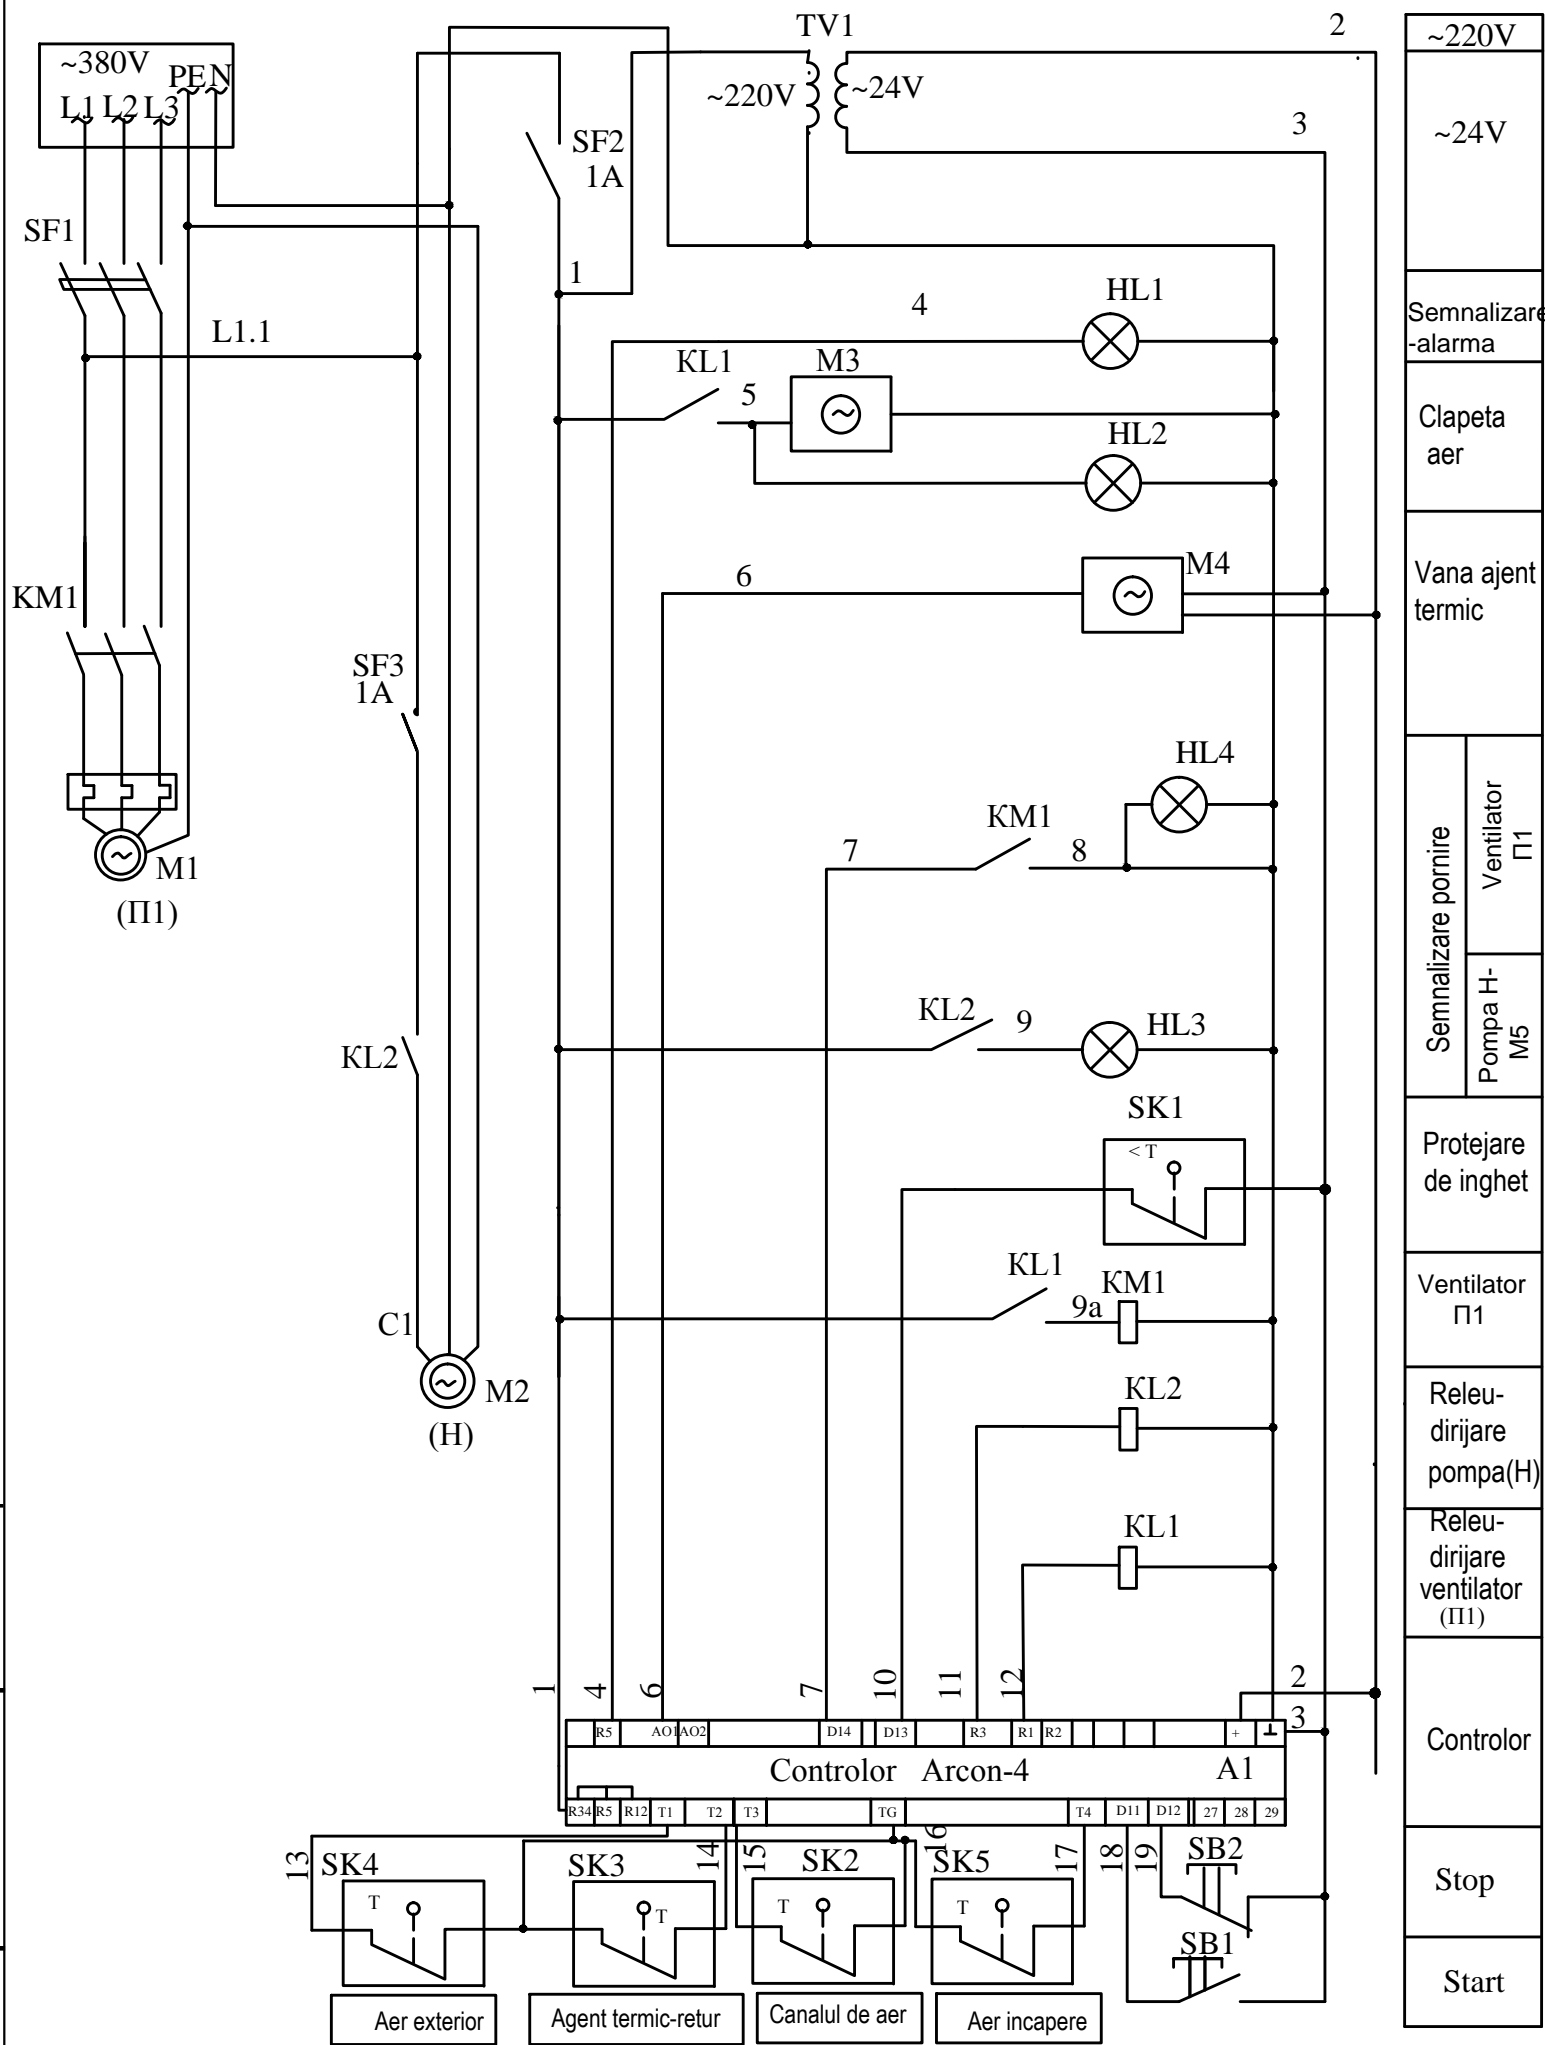 TV1
2
~220V
~380V
PEN
L1 L2 L3
~220V
~24V
3
~24V
SF2
1A
SF1
1
L1.1
4
HL1
Semnalizare
-alarma
KL1
5
M3
HL2
Clapeta
aer
6
M4
Vana ajent
termic
KM1
SF3
1A
HL4
KM1
7
8
Semnalizare pornire
Ventilator
П1
M1
(П1)
KL2
9
HL3
Pompa H-
M5
KL2
SK1
< T
Protejare
de inghet
KL1
KM1
9a
Ventilator
П1
C1
M2
(H)
KL2
Releu-
dirijare
pompa(H)
KL1
Releu-
dirijare
ventilator
(П1)
1
4
6
7
10
11
12
2
3
R5 AO1 AO2 D14 D13 R3 R1 R2 +
Controlor Arcon-4 A1
Controlor
R34 R5 R12 T1 T2 T3 TG T4 D11 D12 27 28 29
13
14
15
16
17
18
19
SK4
T
SK3
T
SK2
T
SK5
T
SB2
Stop
SB1
Start
Aer exterior
Agent termic-retur
Canalul de aer
Aer incapere